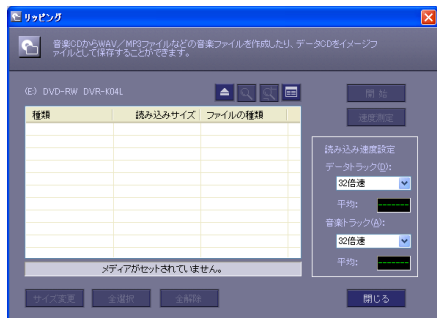 リッピング
音楽CDからWAV／MP3ファイルなどの音楽ファイルを作成したり、データCDをイメージフ
ァイルとして保存することができます。
(E:) DVD-RW DVR-K04L
開 始
種類 読み込みサイズ ファイルの種類
速度測定
読み込み速度設定
データトラック(D):
32倍速
平均:
音楽トラック(A):
32倍速
平均:
メディアがセットされていません。
サイズ変更 全選択 全解除 閉じる